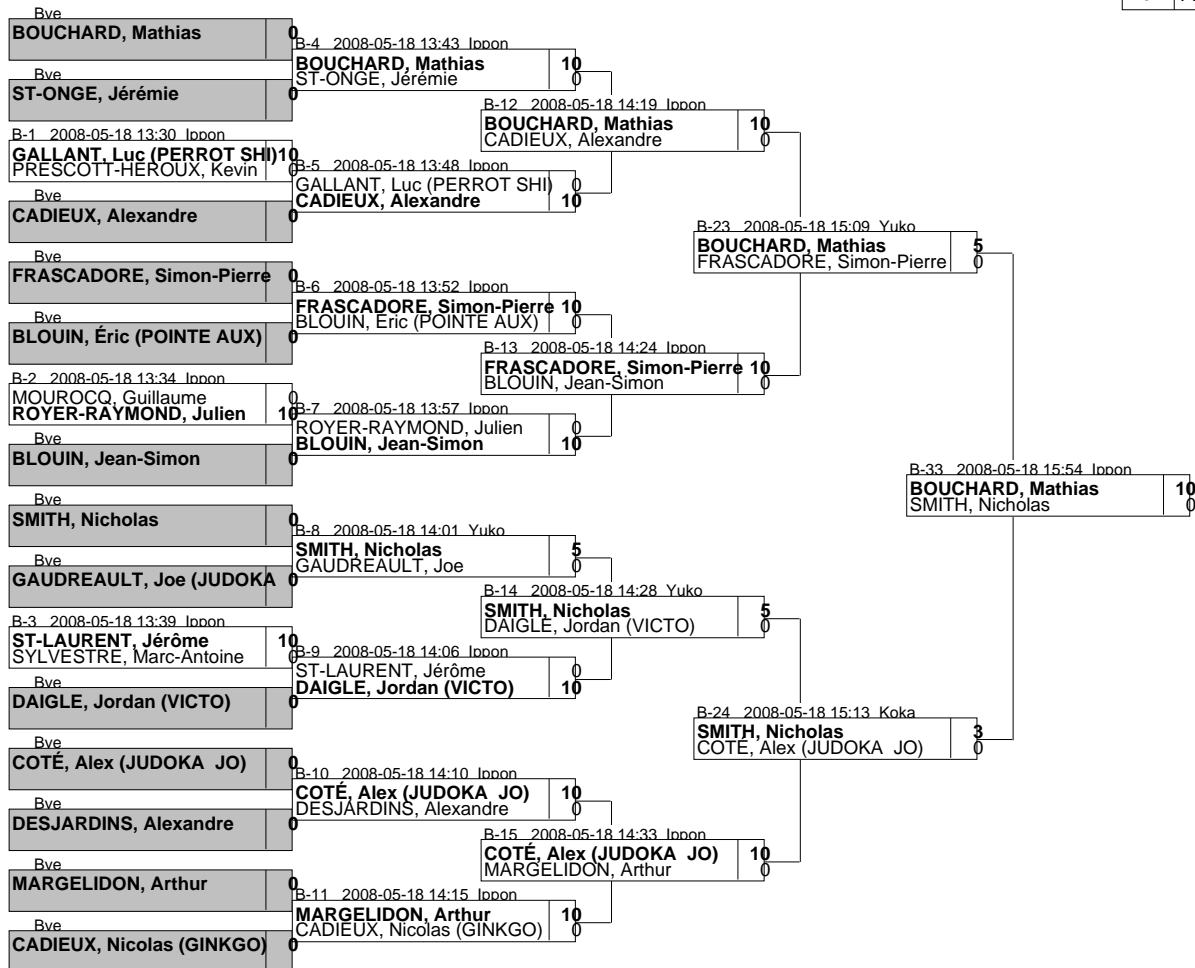 Bye
BOUCHARD, Mathias 0
Bye
ST-ONGE, Jérémie 0
B-1 2008-05-18 13:30 Ippon
GALLANT, Luc (PERROT SHI) 10
PRESCOTT-HEROUX, Kevin 0
Bye
CADIEUX, Alexandre 0
Bye
FRASCADORE, Simon-Pierre 0
Bye
BLOUIN, Éric (POINTE AUX) 0
B-2 2008-05-18 13:34 Ippon
MOUROCQ, Guillaume 0
ROYER-RAYMOND, Julien 10
Bye
BLOUIN, Jean-Simon 0
Bye
SMITH, Nicholas 0
Bye
GAUDREAULT, Joe (JUDOKA 0
B-3 2008-05-18 13:39 Ippon
ST-LAURENT, Jérôme 10
SYLVESTRE, Marc-Antoine 0
Bye
DAIGLE, Jordan (VICTO) 0
Bye
COTÉ, Alex (JUDOKA JO) 0
Bye
DESJARDINS, Alexandre 0
Bye
MARGELIDON, Arthur 0
Bye
CADIEUX, Nicolas (GINKGO) 0
B-4 2008-05-18 13:43 Ippon
BOUCHARD, Mathias 10
ST-ONGE, Jérémie 0
B-5 2008-05-18 13:48 Ippon
GALLANT, Luc (PERROT SHI) 0
CADIEUX, Alexandre 10
B-6 2008-05-18 13:52 Ippon
FRASCADORE, Simon-Pierre 10
BLOUIN, Éric (POINTE AUX) 0
B-7 2008-05-18 13:57 Ippon
ROYER-RAYMOND, Julien 0
BLOUIN, Jean-Simon 10
B-8 2008-05-18 14:01 Yuko
SMITH, Nicholas 5
GAUDREAULT, Joe 0
B-9 2008-05-18 14:06 Ippon
ST-LAURENT, Jérôme 0
DAIGLE, Jordan (VICTO) 10
B-10 2008-05-18 14:10 Ippon
COTÉ, Alex (JUDOKA JO) 10
DESJARDINS, Alexandre 0
B-11 2008-05-18 14:15 Ippon
MARGELIDON, Arthur 10
CADIEUX, Nicolas (GINKGO) 0
B-12 2008-05-18 14:19 Ippon
BOUCHARD, Mathias 10
CADIEUX, Alexandre 0
B-13 2008-05-18 14:24 Ippon
FRASCADORE, Simon-Pierre 10
BLOUIN, Jean-Simon 0
B-14 2008-05-18 14:28 Yuko
SMITH, Nicholas 5
DAIGLE, Jordan (VICTO) 0
B-15 2008-05-18 14:33 Ippon
COTÉ, Alex (JUDOKA JO) 10
MARGELIDON, Arthur 0
B-23 2008-05-18 15:09 Yuko
BOUCHARD, Mathias 5
FRASCADORE, Simon-Pierre 0
B-24 2008-05-18 15:13 Koka
SMITH, Nicholas 3
COTÉ, Alex (JUDOKA JO) 0
B-33 2008-05-18 15:54 Ippon
BOUCHARD, Mathias 10
SMITH, Nicholas 0